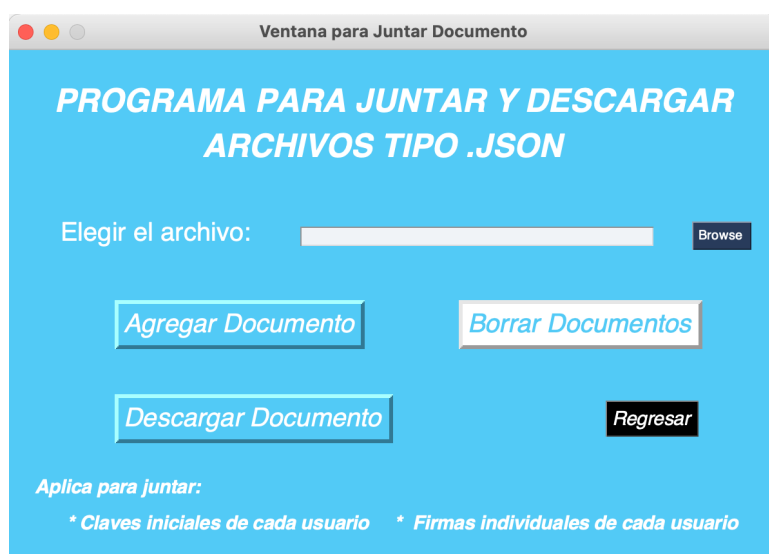 Ventana para Juntar Documento
PROGRAMA PARA JUNTAR Y DESCARGAR
ARCHIVOS TIPO .JSON
Elegir el archivo:
Browse
Agregar Documento
Borrar Documentos
Descargar Documento
Regresar
Aplica para juntar:
* Claves iniciales de cada usuario * Firmas individuales de cada usuario